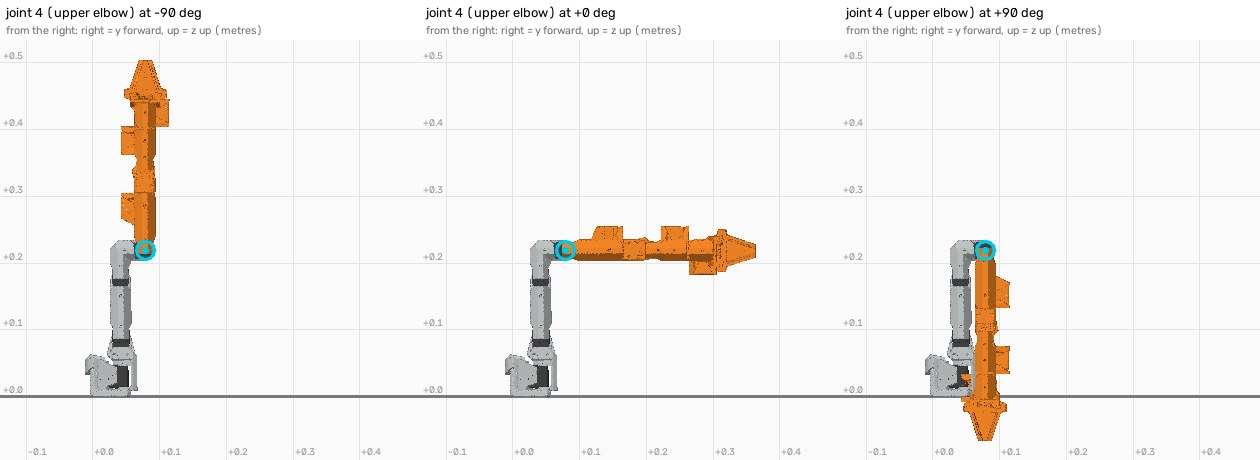 joint 4 (upper elbow) at -90 deg
from the right: right = y forward, up = z up (metres)
+0.5
+0.4
+0.3
+0.2
+0.1
+0.0
-0.1 +0.0 +0.1 +0.2 +0.3 +0.4
joint 4 (upper elbow) at +0 deg
from the right: right = y forward, up = z up (metres)
+0.5
+0.4
+0.3
+0.2
+0.1
+0.0
-0.1 +0.0 +0.1 +0.2 +0.3 +0.4
joint 4 (upper elbow) at +90 deg
from the right: right = y forward, up = z up (metres)
+0.5
+0.4
+0.3
+0.2
+0.1
+0.0
-0.1 +0.0 +0.1 +0.2 +0.3 +0.4